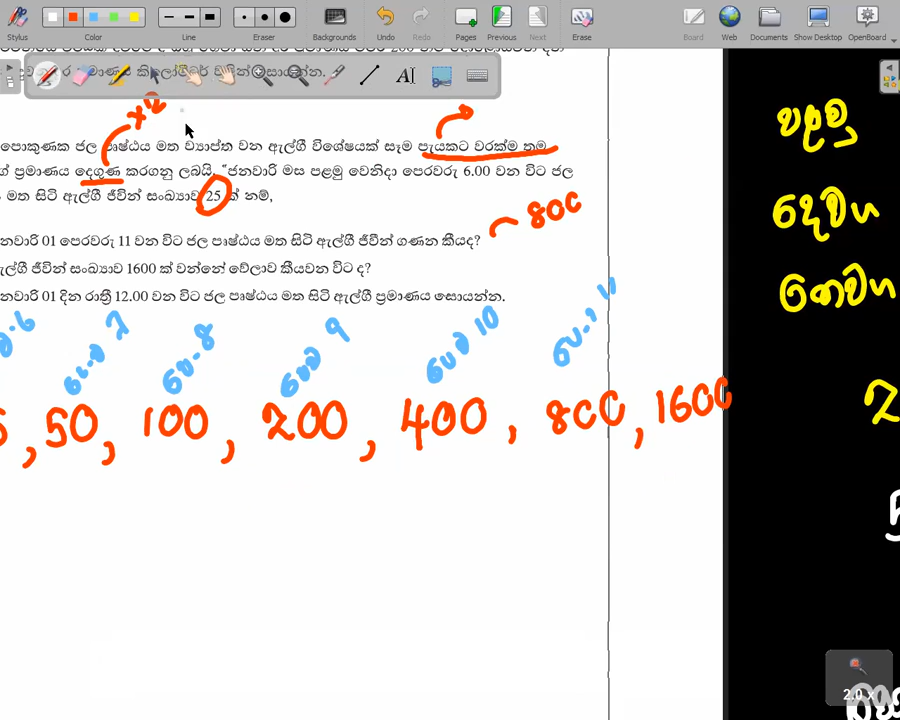 Stylus Color Line Eraser Backgrounds Undo Redo Pages Previous Next Erase Board Web Documents Show Desktop OpenBoard
×2
පොකුණක ජල පෘෂ්ඨය මත ව්‍යාප්ත වන ඇල්ගී විශේෂයක් සෑම පැයකට වරක්ම තම
ප්‍රමාණය දෙගුණ කරගනු ලබයි. "ජනවාරි මස පළමු වෙනිදා පෙරවරු 6.00 වන විට ජල
මත සිටි ඇල්ගී ජීවින් සංඛ්‍යාව 25 ක් නම්,
800
නවාරි 01 පෙරවරු 11 වන විට ජල පෘෂ්ඨය මත සිටි ඇල්ගී ජීවීන් ගණන කීයද?
ල්ගී ජීවින් සංඛ්‍යාව 1600 ක් වන්නේ වේලාව කීයවන විට ද?
නවාරි 01 දින රාත්‍රී 12.00 වන විට ජල පෘෂ්ඨය මත සිටි ඇල්ගී ප්‍රමාණය සොයන්න.
, 50, 100, 200, 400, 800, 1600
පළමු
දෙවන
තෙවන
2.0 x